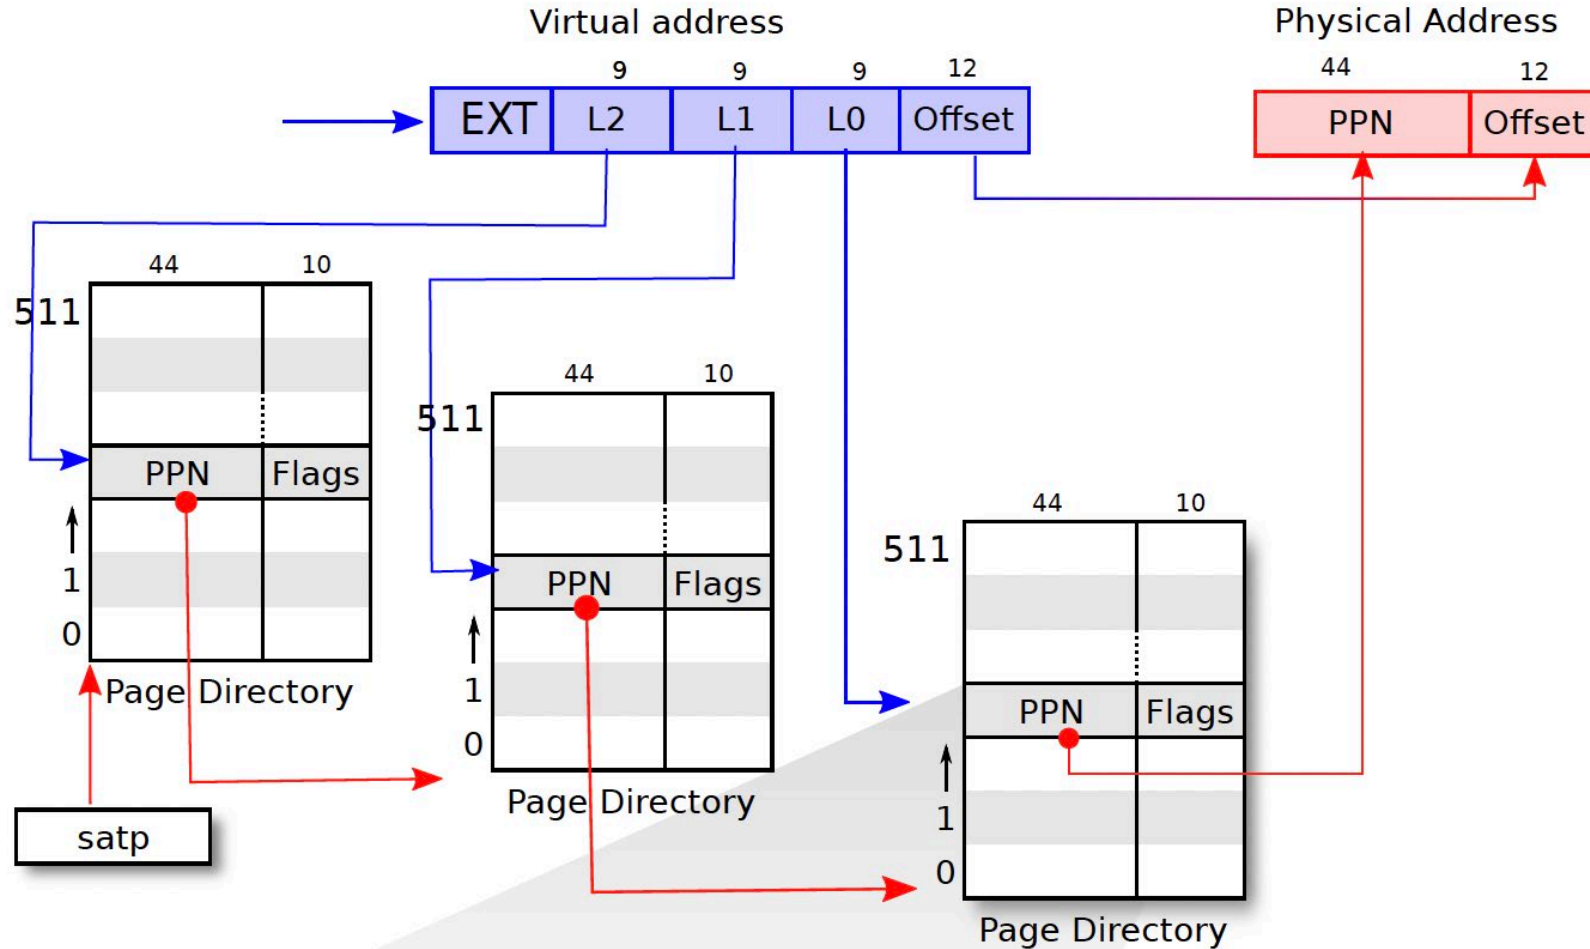 Virtual address
Physical Address
9 9 9 12
44 12
EXT L2 L1 L0 Offset
PPN Offset
44 10
511
PPN Flags
1
0
Page Directory
satp
44 10
511
PPN Flags
1
0
Page Directory
44 10
511
PPN Flags
1
0
Page Directory